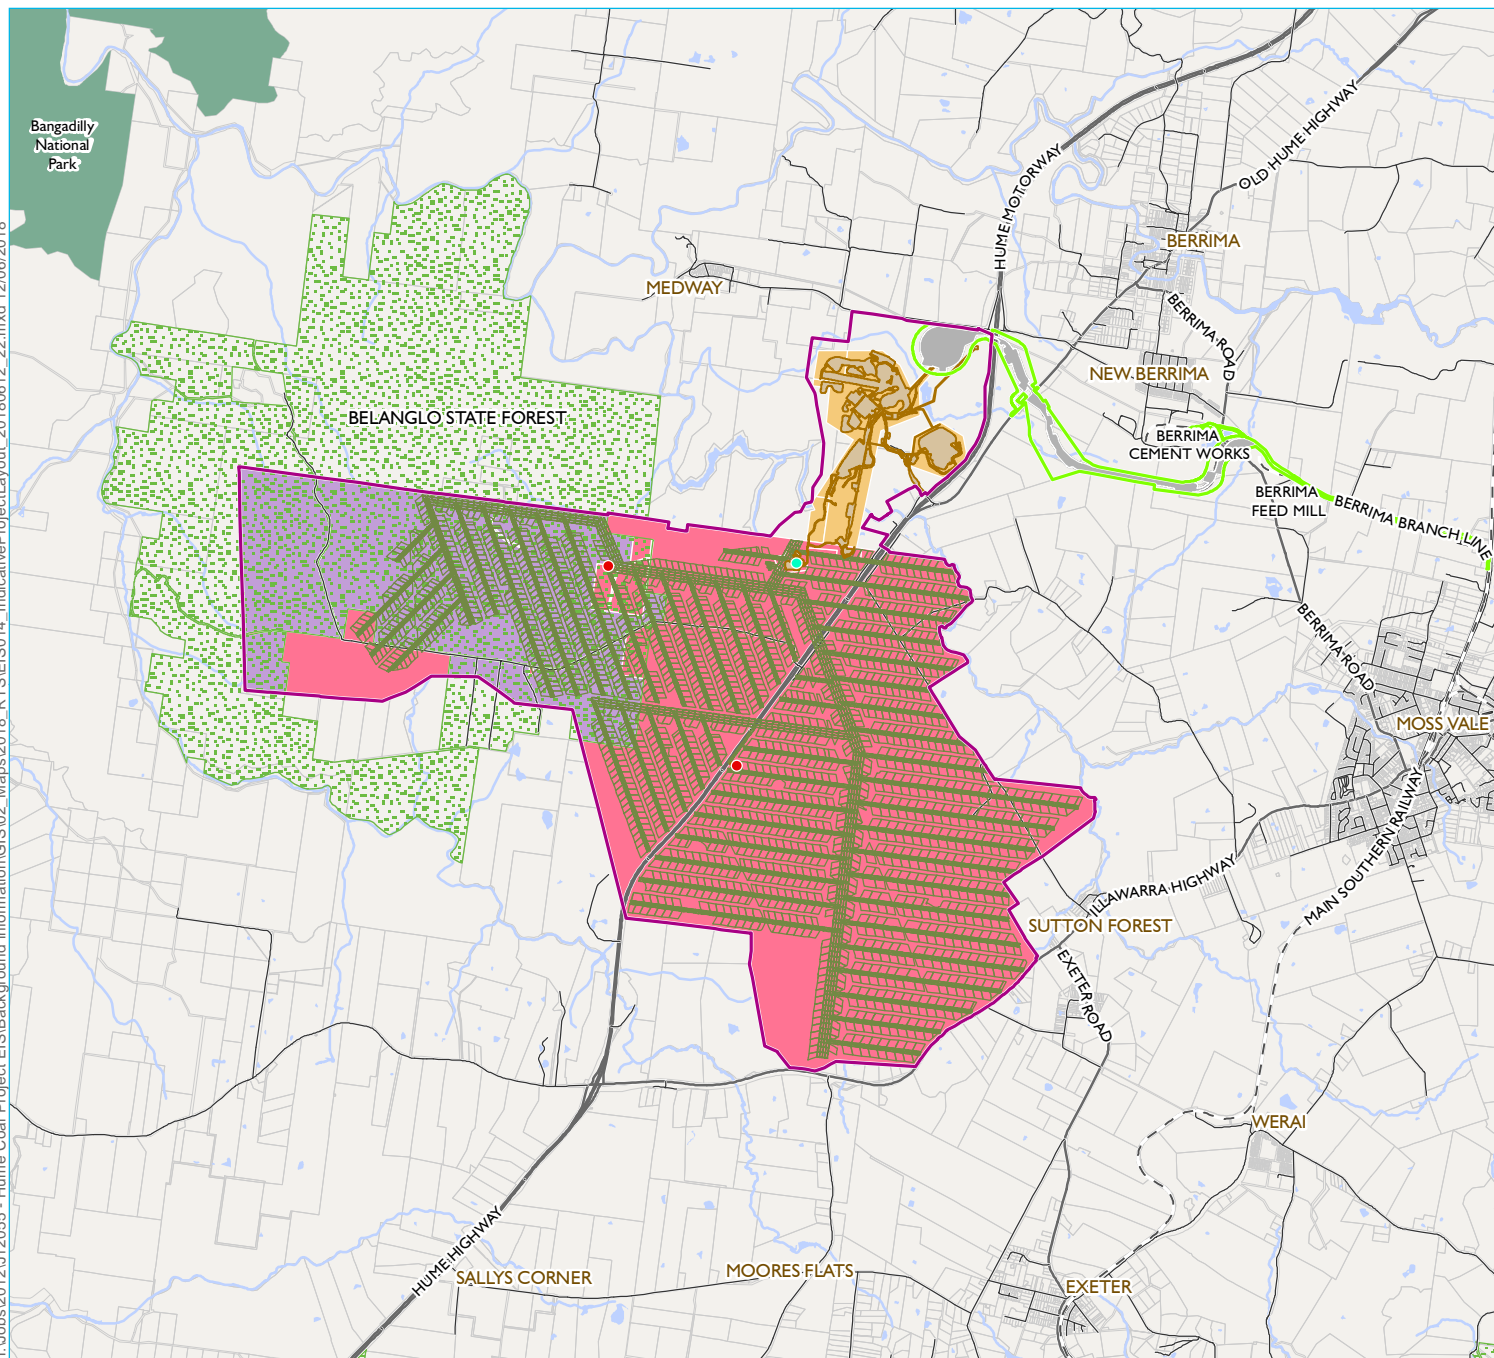 Bangadilly
National
Park
OLD HUME HIGHWAY
HUME MOTORWAY
BERRIMA
MEDWAY
BERRIMA ROAD
NEW BERRIMA
BELANGLO STATE FOREST
BERRIMA
CEMENT WORKS
BERRIMA
FEED MILL
BERRIMA BRANCH LINE
BERRIMA ROAD
MOSS VALE
MAIN SOUTHERN RAILWAY
ILLAWARRA HIGHWAY
SUTTON FOREST
EXETER ROAD
WERAI
HUME HIGHWAY
SALLYS CORNER
MOORES FLATS
EXETER